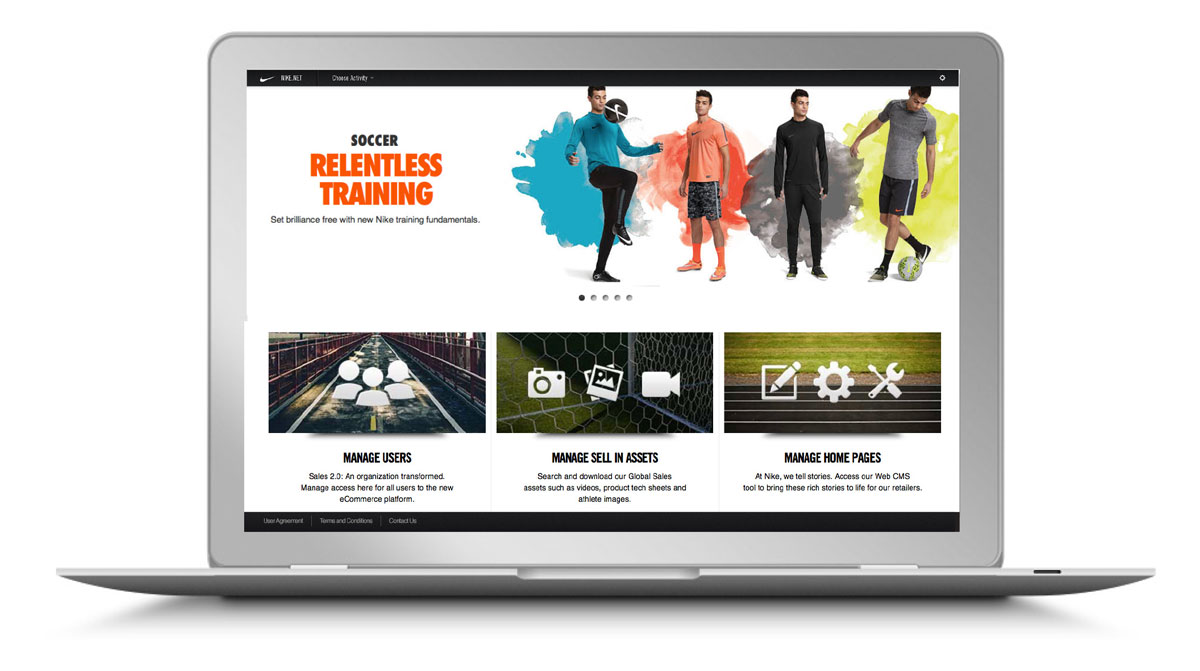 NIKE.NET
Choose Activity
SOCCER
RELENTLESS
TRAINING
Set brilliance free with new Nike training fundamentals.
MANAGE USERS
Sales 2.0: An organization transformed.
Manage access here for all users to the new
eCommerce platform.
MANAGE SELL IN ASSETS
Search and download our Global Sales
assets such as videos, product tech sheets and
athlete images.
MANAGE HOME PAGES
At Nike, we tell stories. Access our Web CMS
tool to bring these rich stories to life for our retailers.
User Agreement
Terms and Conditions
Contact Us